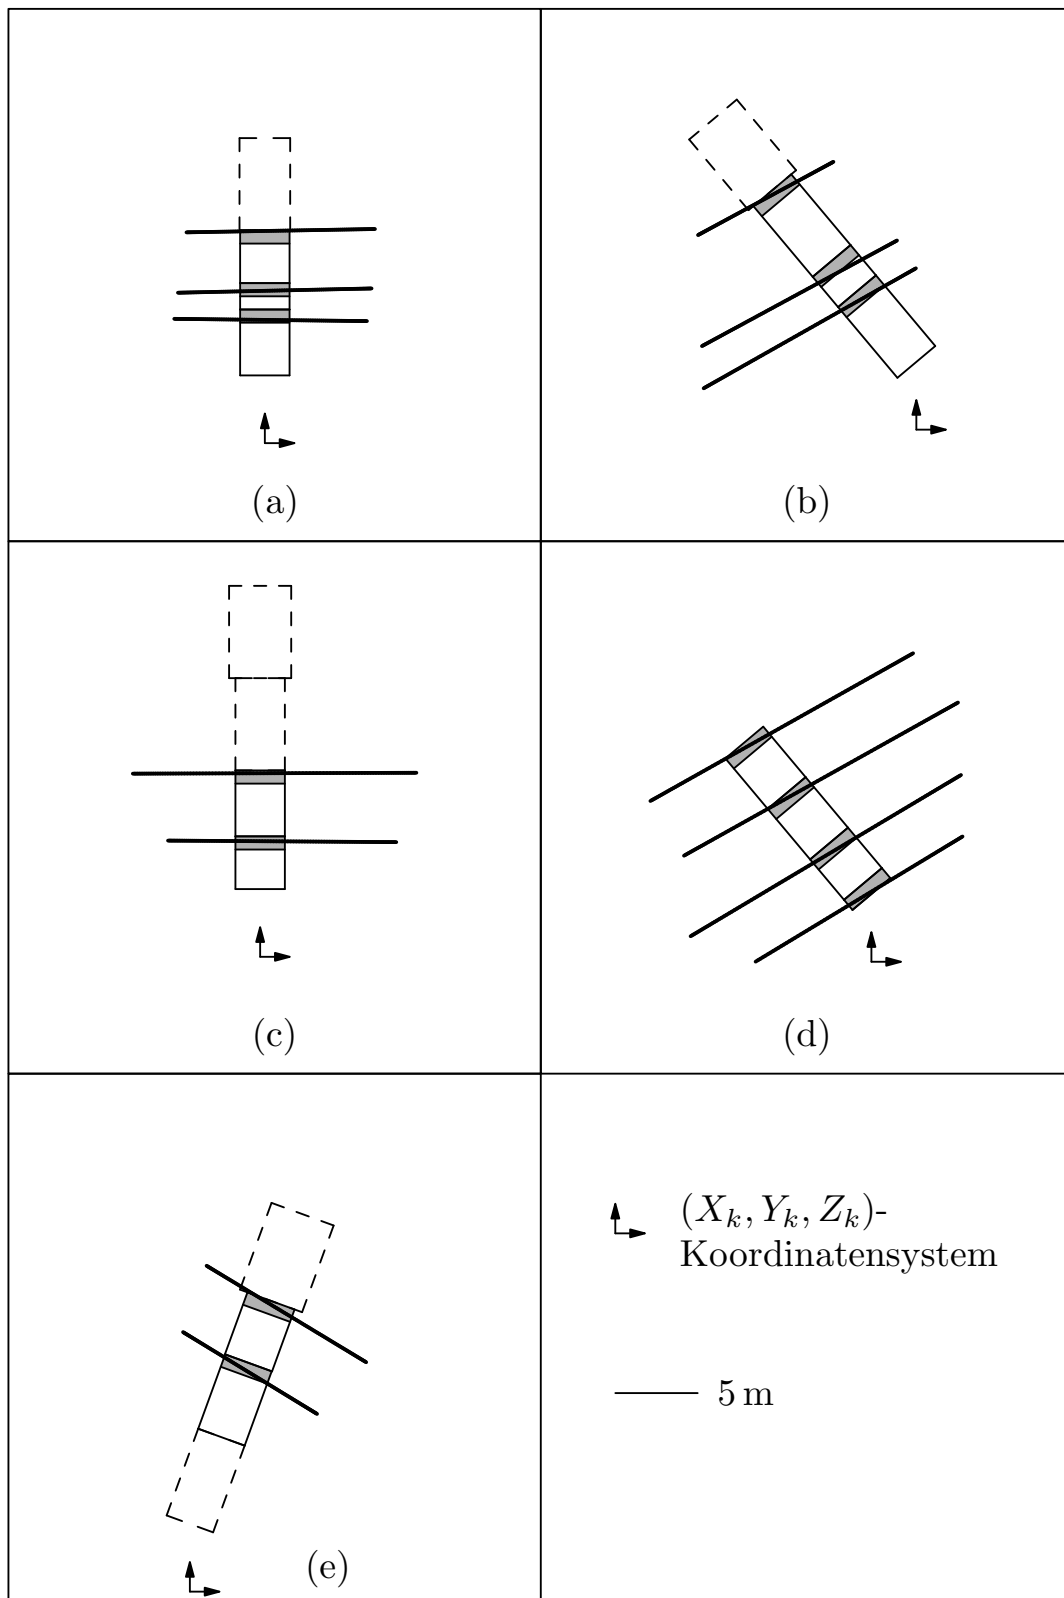 (a)
(b)
(c)
(d)
(X_k, Y_k, Z_k)-
Koordinatensystem
5 m
(e)